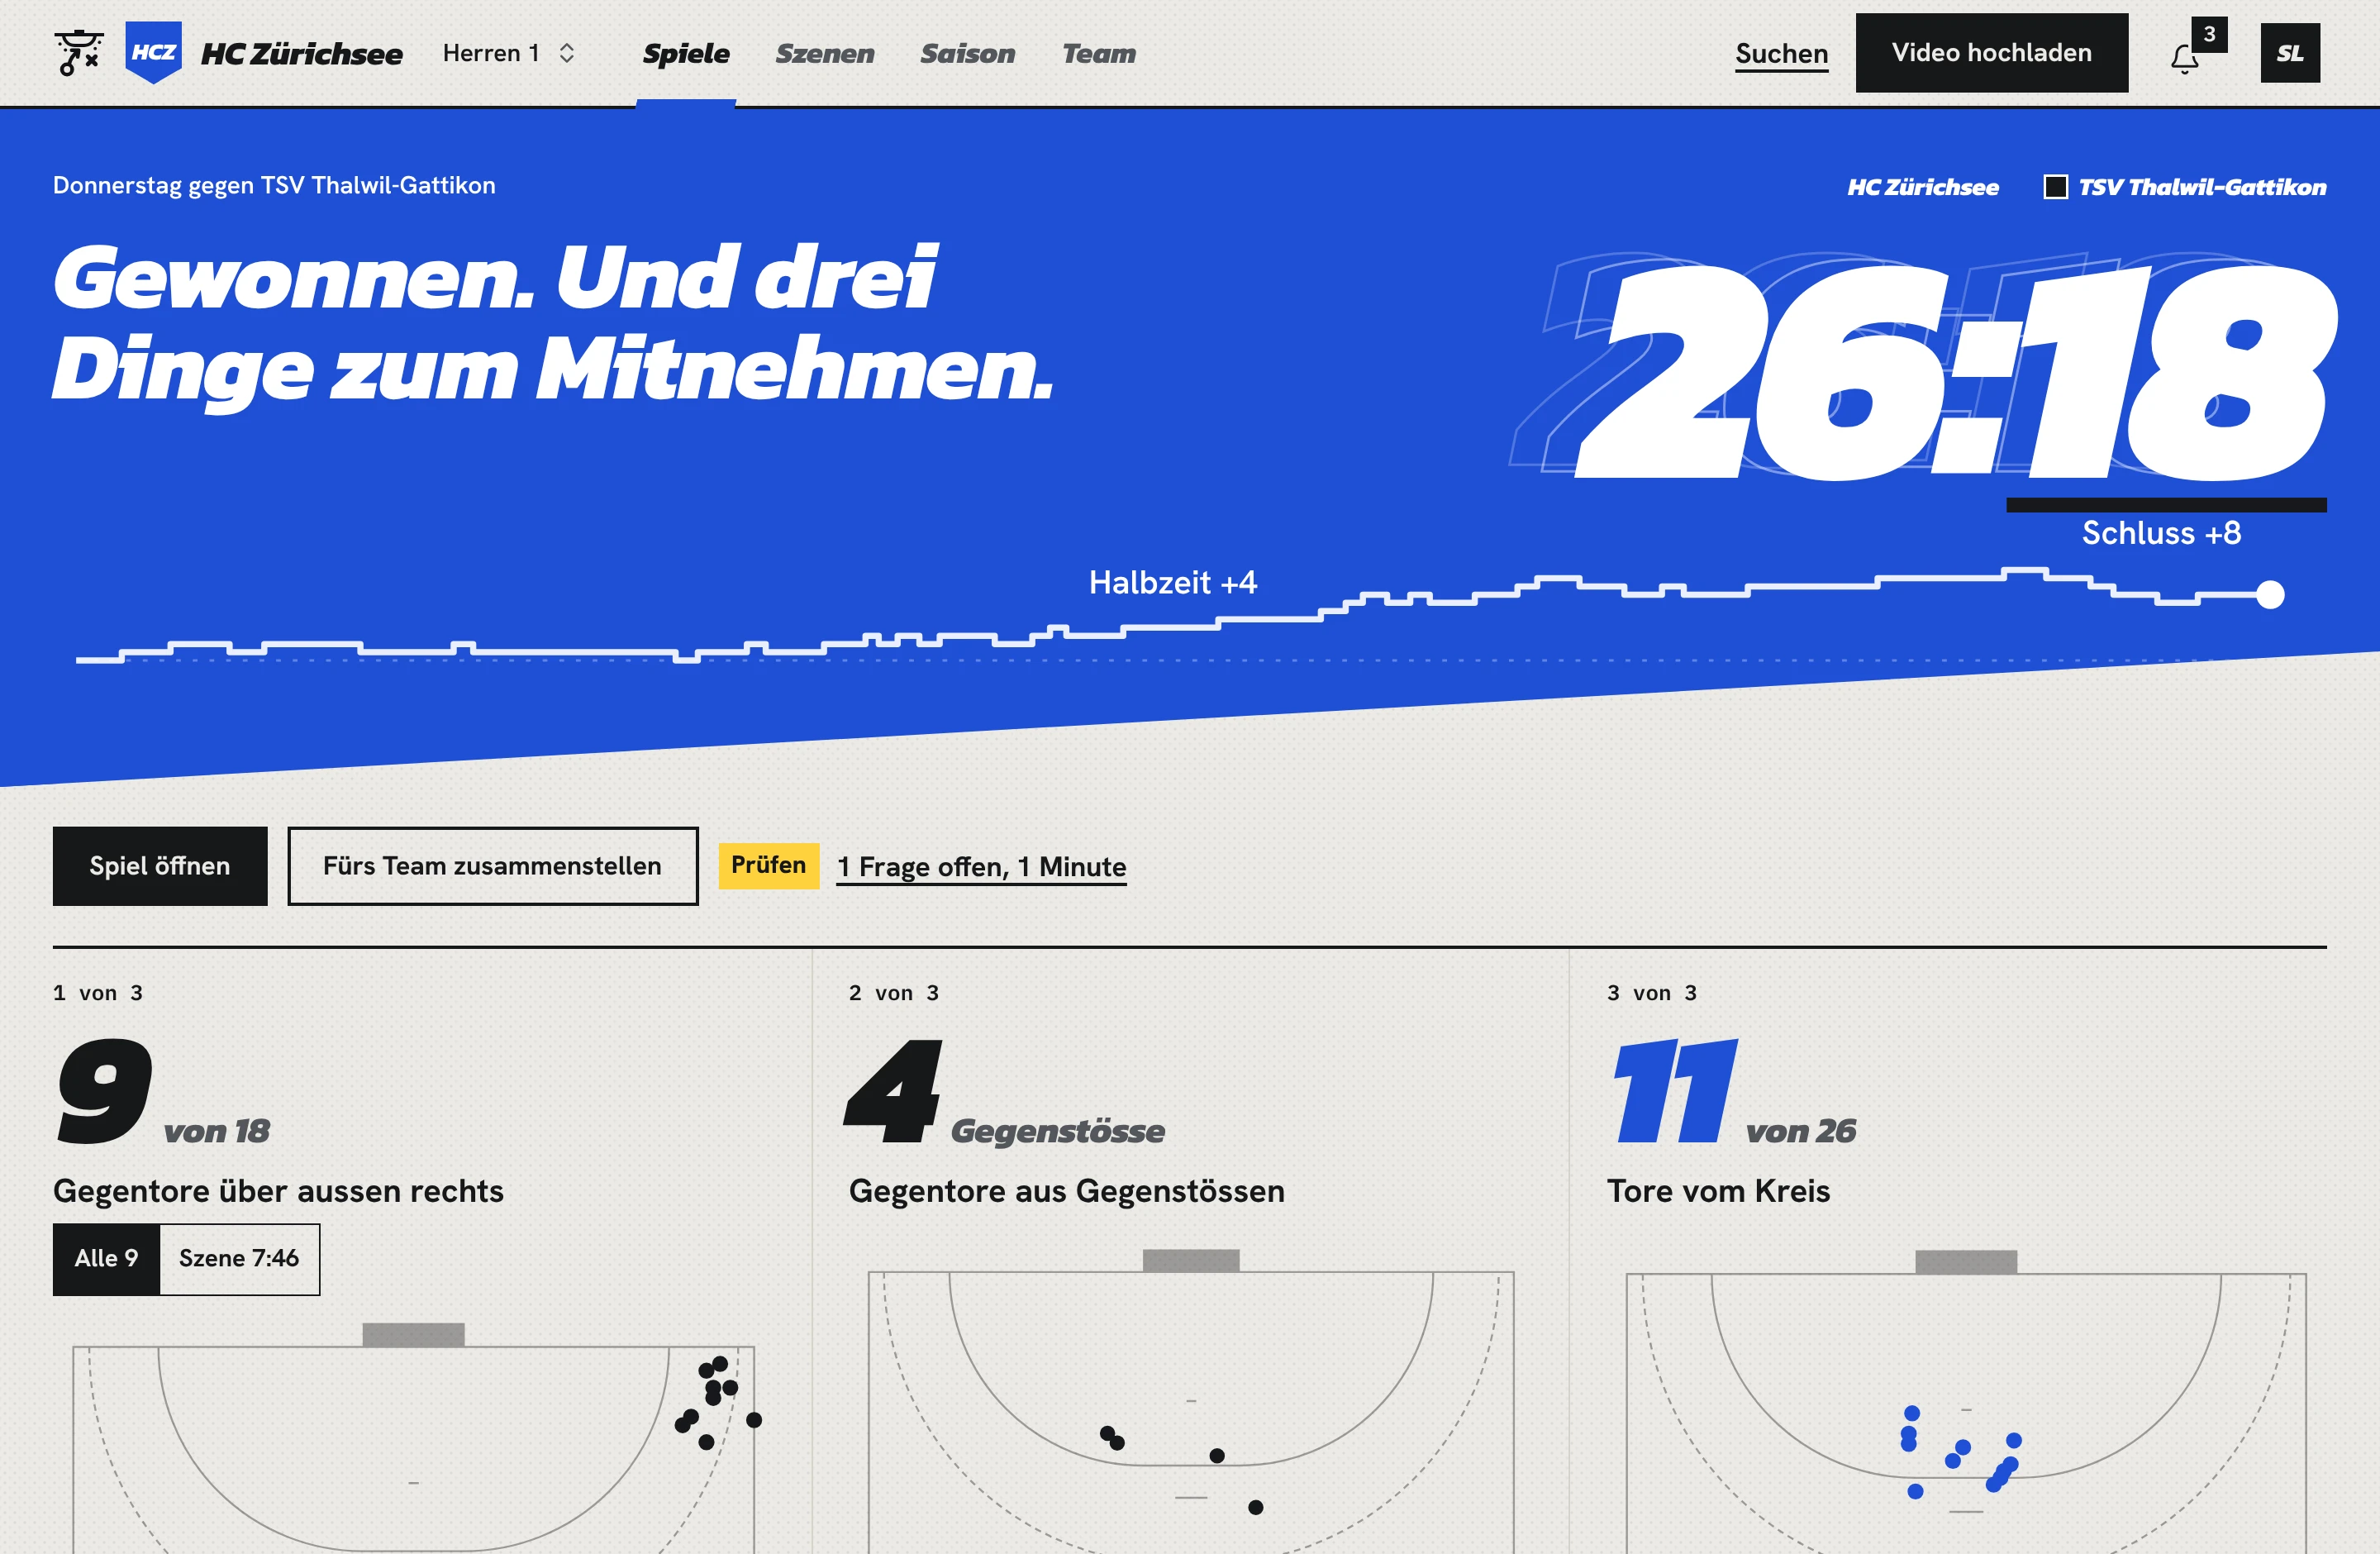 HCZ
HC Zürichsee
Herren 1
Spiele
Szenen
Saison
Team
Suchen
Video hochladen
3
SL
Donnerstag gegen TSV Thalwil-Gattikon
HC Zürichsee
TSV Thalwil-Gattikon
Gewonnen. Und drei
Dinge zum Mitnehmen.
26:18
Schluss +8
Halbzeit +4
Spiel öffnen
Fürs Team zusammenstellen
Prüfen
1 Frage offen, 1 Minute
1 von 3
9 von 18
Gegentore über aussen rechts
Alle 9
Szene 7:46
2 von 3
4 Gegenstösse
Gegentore aus Gegenstössen
3 von 3
11 von 26
Tore vom Kreis